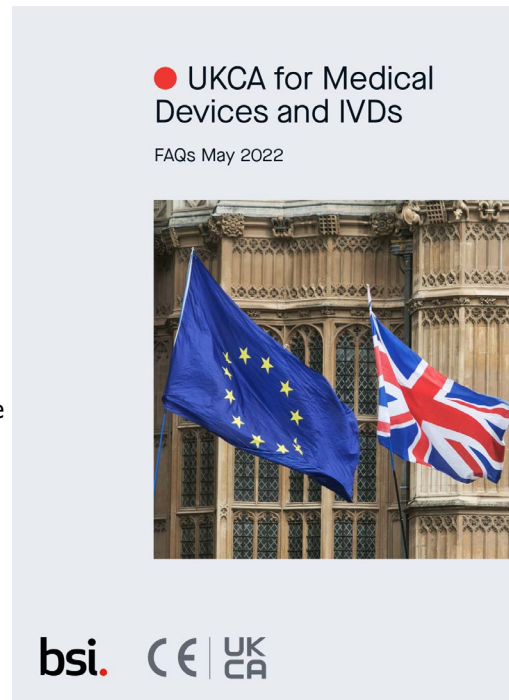 UKCA for Medical
Devices and IVDs
FAQs May 2022
e
bsi.
CE
UK
CA